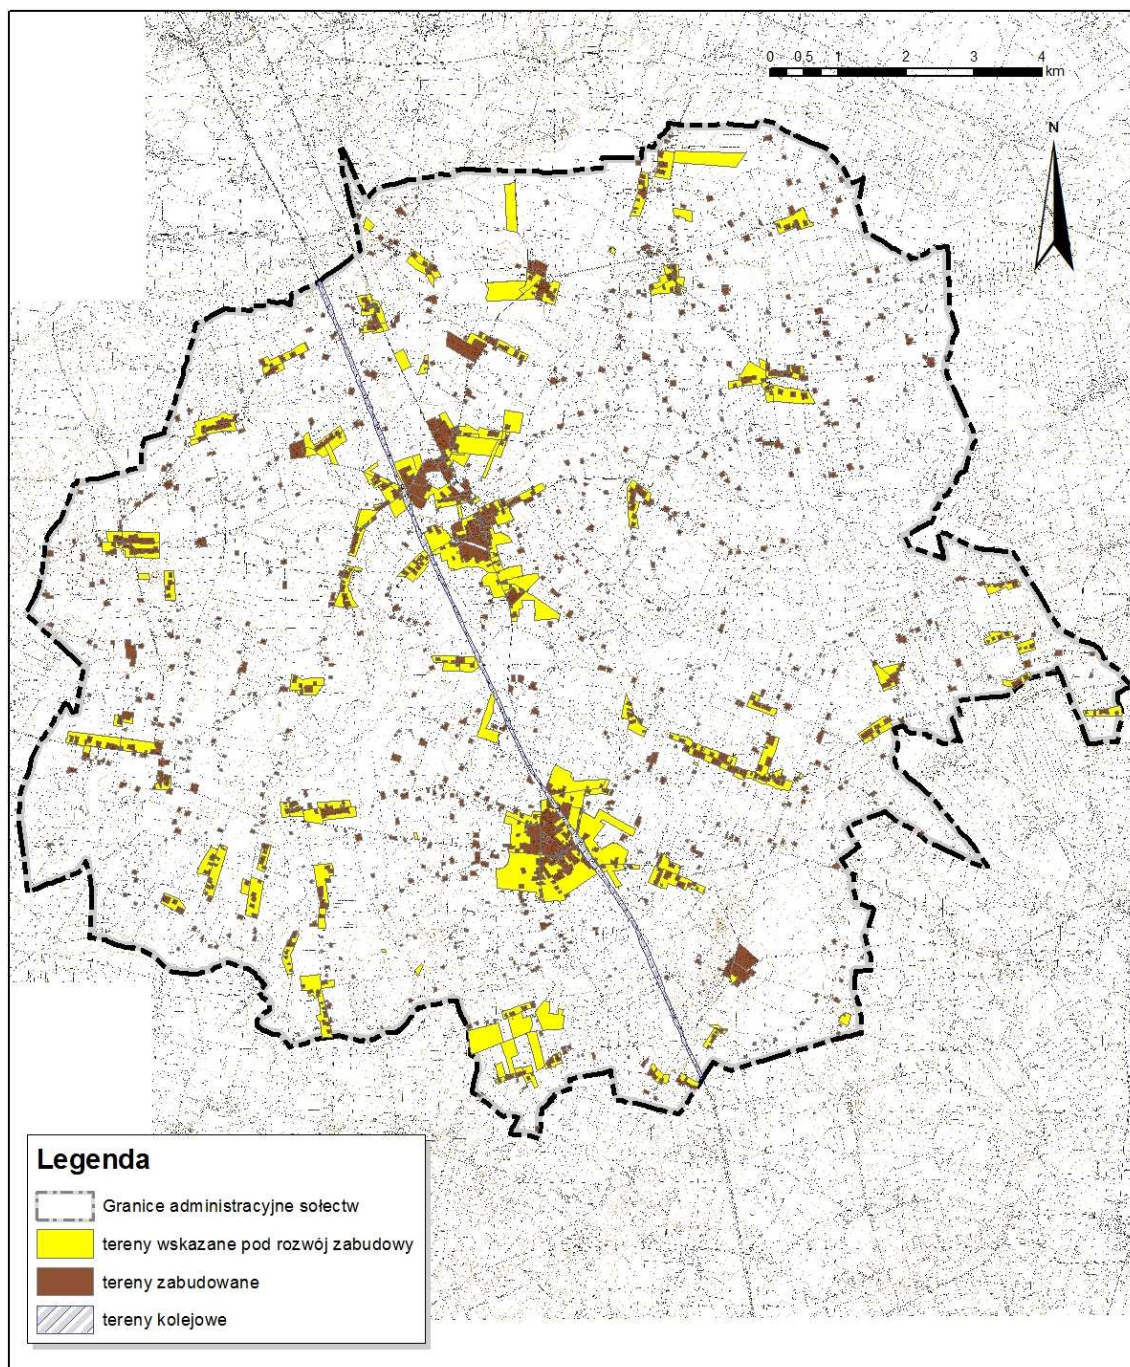 0 0,5 1 2 3 4
km
N
Legenda
Granice administracyjne sołectw
tereny wskazane pod rozwój zabudowy
tereny zabudowane
tereny kolejowe